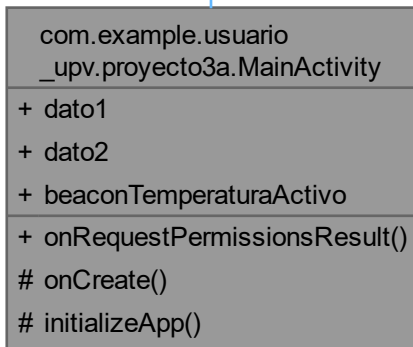 com.example.usuario
_upv.proyecto3a.MainActivity
+ dato1
+ dato2
+ beaconTemperaturaActivo
+ onRequestPermissionsResult()
# onCreate()
# initializeApp()